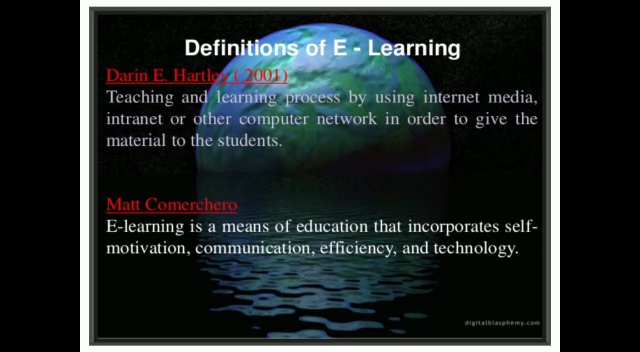 Definitions of E - Learning
Darin E. Hartley ( 2001)
Teaching and learning process by using internet media,
intranet or other computer network in order to give the
material to the students.
Matt Comerchero
E-learning is a means of education that incorporates self-
motivation, communication, efficiency, and technology.
digitalblasphemy.com